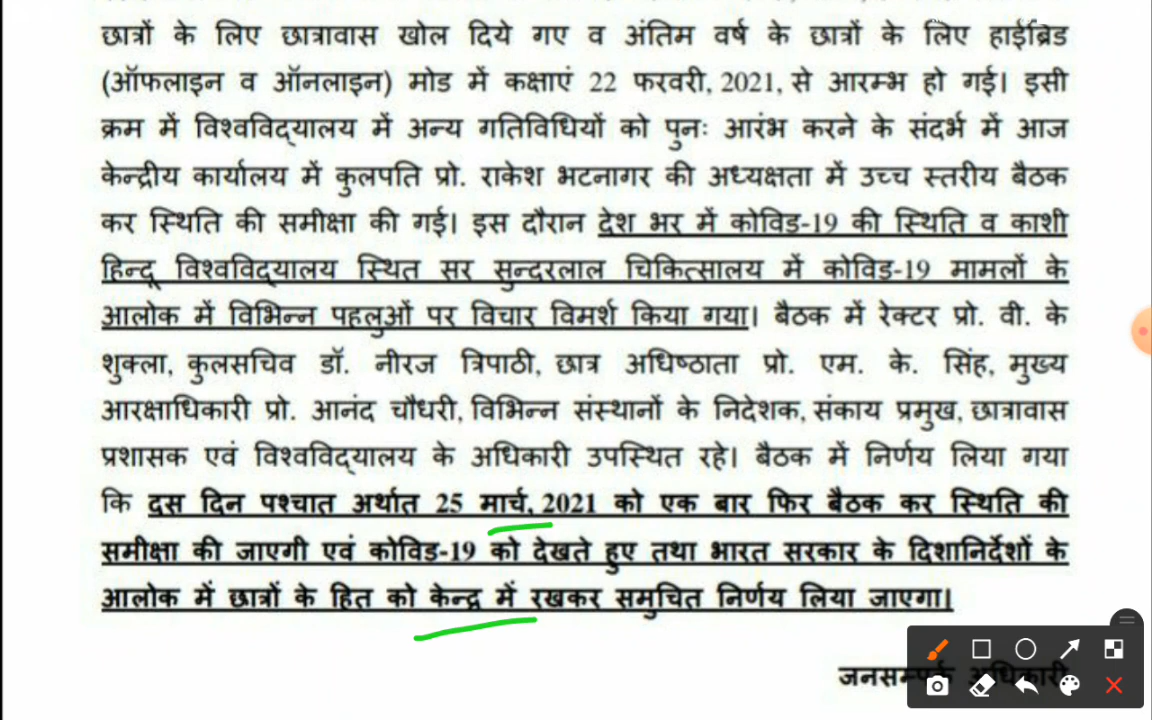 छात्रों के लिए छात्रावास खोल दिये गए व अंतिम वर्ष के छात्रों के लिए हाईब्रिड
(ऑफलाइन व ऑनलाइन) मोड में कक्षाएं 22 फरवरी, 2021, से आरम्भ हो गई। इसी
क्रम में विश्वविद्यालय में अन्य गतिविधियों को पुनः आरंभ करने के संदर्भ में आज
केन्द्रीय कार्यालय में कुलपति प्रो. राकेश भटनागर की अध्यक्षता में उच्च स्तरीय बैठक
कर स्थिति की समीक्षा की गई। इस दौरान देश भर में कोविड-19 की स्थिति व काशी
हिन्दू विश्वविद्यालय स्थित सर सुन्दरलाल चिकित्सालय में कोविड-19 मामलों के
आलोक में विभिन्न पहलुओं पर विचार विमर्श किया गया। बैठक में रेक्टर प्रो. वी. के
शुक्ला, कुलसचिव डॉ. नीरज त्रिपाठी, छात्र अधिष्ठाता प्रो. एम. के. सिंह, मुख्य
आरक्षाधिकारी प्रो. आनंद चौधरी, विभिन्न संस्थानों के निदेशक, संकाय प्रमुख, छात्रावास
प्रशासक एवं विश्वविद्यालय के अधिकारी उपस्थित रहे। बैठक में निर्णय लिया गया
कि दस दिन पश्चात अर्थात 25 मार्च, 2021 को एक बार फिर बैठक कर स्थिति की
समीक्षा की जाएगी एवं कोविड-19 को देखते हुए तथा भारत सरकार के दिशानिर्देशों के
आलोक में छात्रों के हित को केन्द्र में रखकर समुचित निर्णय लिया जाएगा।
जनसम्पर्क अधिकारी